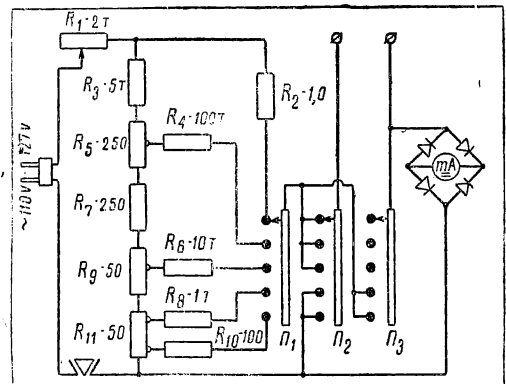 R1-2т
R3-5т
R2-1,0
R4-100т
R5-250
~110V÷127V
mA
R7-250
R6-10т
R9-50
R8-1т
R11-50
R10-100
П1
П2
П3